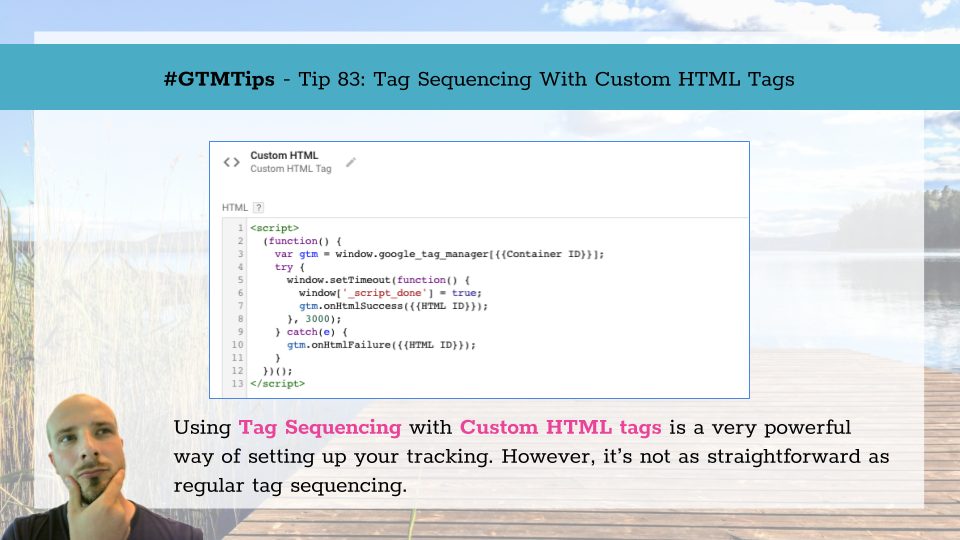 #GTMTips - Tip 83: Tag Sequencing With Custom HTML Tags
<> Custom HTML
Custom HTML Tag
HTML ?
1 <script>
2 (function() {
3 var gtm = window.google_tag_manager[{{Container ID}}];
4 try {
5 window.setTimeout(function() {
6 window['_script_done'] = true;
7 gtm.onHtmlSuccess({{HTML ID}});
8 }, 3000);
9 } catch(e) {
10 gtm.onHtmlFailure({{HTML ID}});
11 }
12 })();
13 </script>
Using Tag Sequencing with Custom HTML tags is a very powerful
way of setting up your tracking. However, it's not as straightforward as
regular tag sequencing.